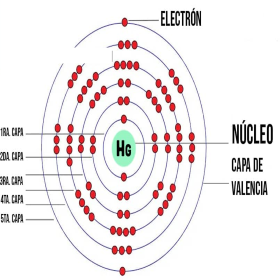 ELECTRÓN
1RA. CAPA
2DA. CAPA
3RA. CAPA
4TA. CAPA
5TA. CAPA
HG
NÚCLEO
CAPA DE
VALENCIA